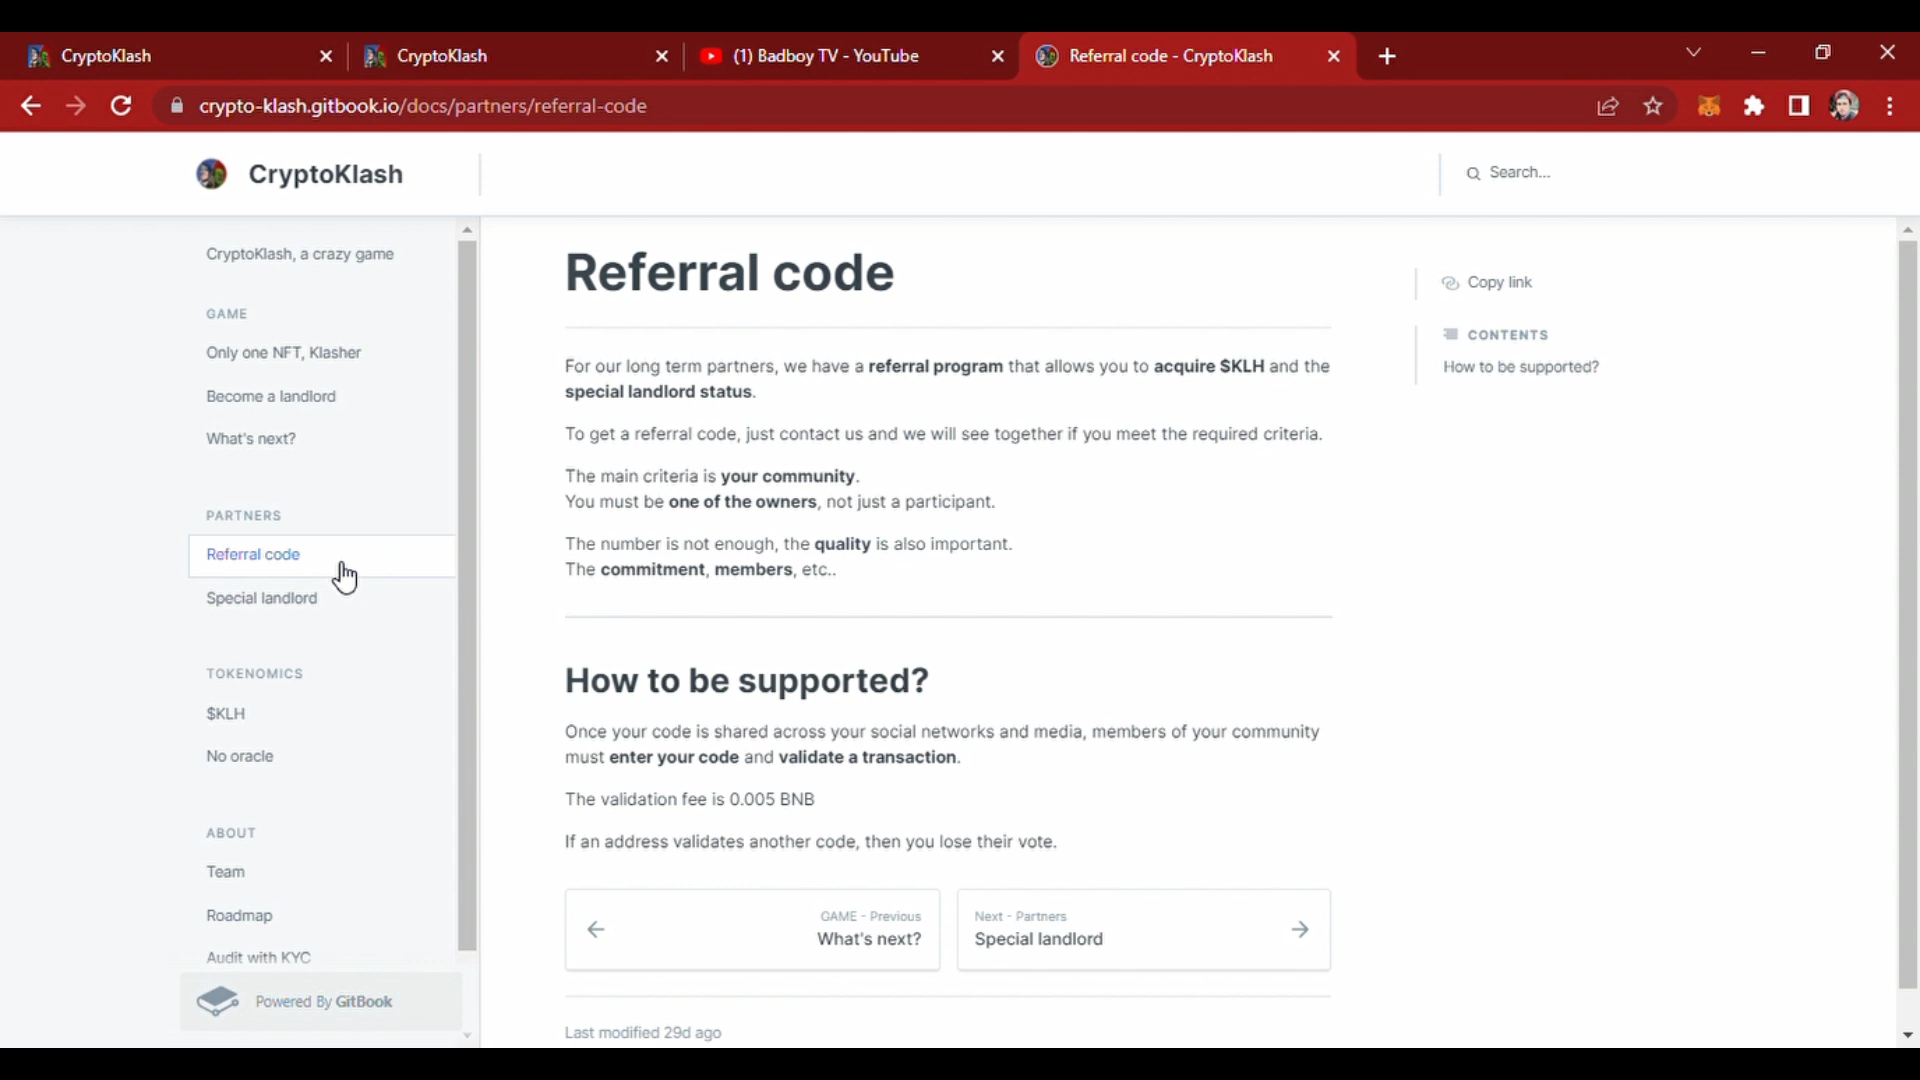 CryptoKlash
CryptoKlash
(1) Badboy TV - YouTube
Referral code - CryptoKlash
crypto-klash.gitbook.io/docs/partners/referral-code
CryptoKlash
Search...
CryptoKlash, a crazy game
GAME
Only one NFT, Klasher
Become a landlord
What's next?
PARTNERS
Referral code
Special landlord
TOKENOMICS
$KLH
No oracle
ABOUT
Team
Roadmap
Audit with KYC
Powered By GitBook
Referral code
For our long term partners, we have a referral program that allows you to acquire $KLH and the
special landlord status.
To get a referral code, just contact us and we will see together if you meet the required criteria.
The main criteria is your community.
You must be one of the owners, not just a participant.
The number is not enough, the quality is also important.
The commitment, members, etc..
How to be supported?
Once your code is shared across your social networks and media, members of your community
must enter your code and validate a transaction.
The validation fee is 0.005 BNB
If an address validates another code, then you lose their vote.
GAME - Previous
What's next?
Next - Partners
Special landlord
Last modified 29d ago
Copy link
CONTENTS
How to be supported?